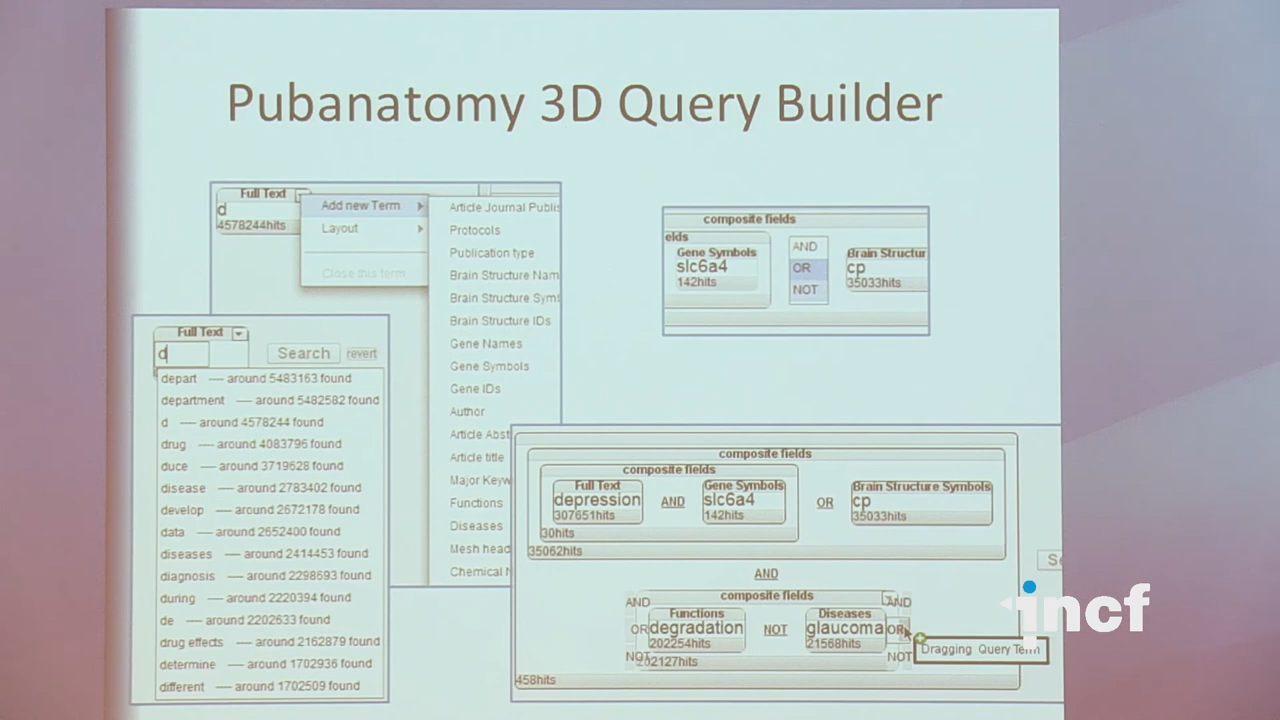 Pubanatomy 3D Query Builder
Full Text
d
4578244hits
Add new Term
Layout
Close this term
Article Journal Publis
Protocols
Publication type
Brain Structure Nam
Brain Structure Symb
Brain Structure IDs
Gene Names
Gene Symbols
Gene IDs
Author
Article Abst
Article title
Major Keyw
Functions
Diseases
Mesh head
Chemical N
composite fields
elds
Gene Symbols
slc6a4
142hits
AND
OR
NOT
Brain Structur
cp
35033hits
Full Text
d
Search
revert
depart — around 5483163 found
department — around 5482582 found
d — around 4578244 found
drug — around 4083796 found
duce — around 3719628 found
disease — around 2783402 found
develop — around 2672178 found
data — around 2652400 found
diseases — around 2414453 found
diagnosis — around 2298693 found
during — around 2220394 found
de — around 2202633 found
drug effects — around 2162879 found
determine — around 1702936 found
different — around 1702509 found
composite fields
composite fields
Full Text
depression
307651hits
AND
Gene Symbols
slc6a4
142hits
OR
Brain Structure Symbols
cp
35033hits
30hits
35062hits
AND
composite fields
AND
OR
NOT
Functions
degradation
202254hits
NOT
Diseases
glaucoma
21568hits
AND
OR
NOT
202127hits
458hits
Se
Dragging Query Term
incf